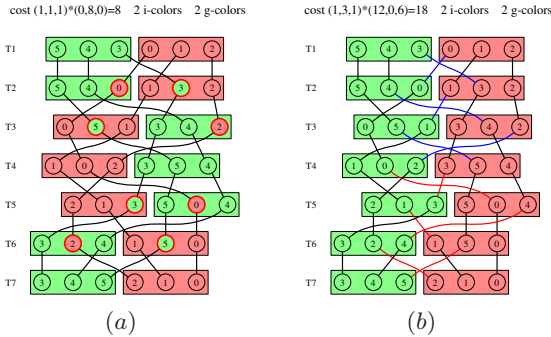 cost (1,1,1)*(0,8,0)=8 2 i-colors 2 g-colors
T1 5 4 3 0 1 2
T2 5 4 0 1 3 2
T3 0 5 1 3 4 2
T4 1 0 2 3 5 4
T5 2 1 3 5 0 4
T6 3 2 4 5 1 0
T7 3 4 5 2 1 0
(a)
cost (1,3,1)*(12,0,6)=18 2 i-colors 2 g-colors
T1 5 4 3 0 1 2
T2 5 4 0 1 3 2
T3 0 5 1 3 4 2
T4 1 0 2 3 5 4
T5 2 1 3 5 0 4
T6 3 2 4 1 5 0
T7 3 4 5 2 1 0
(b)